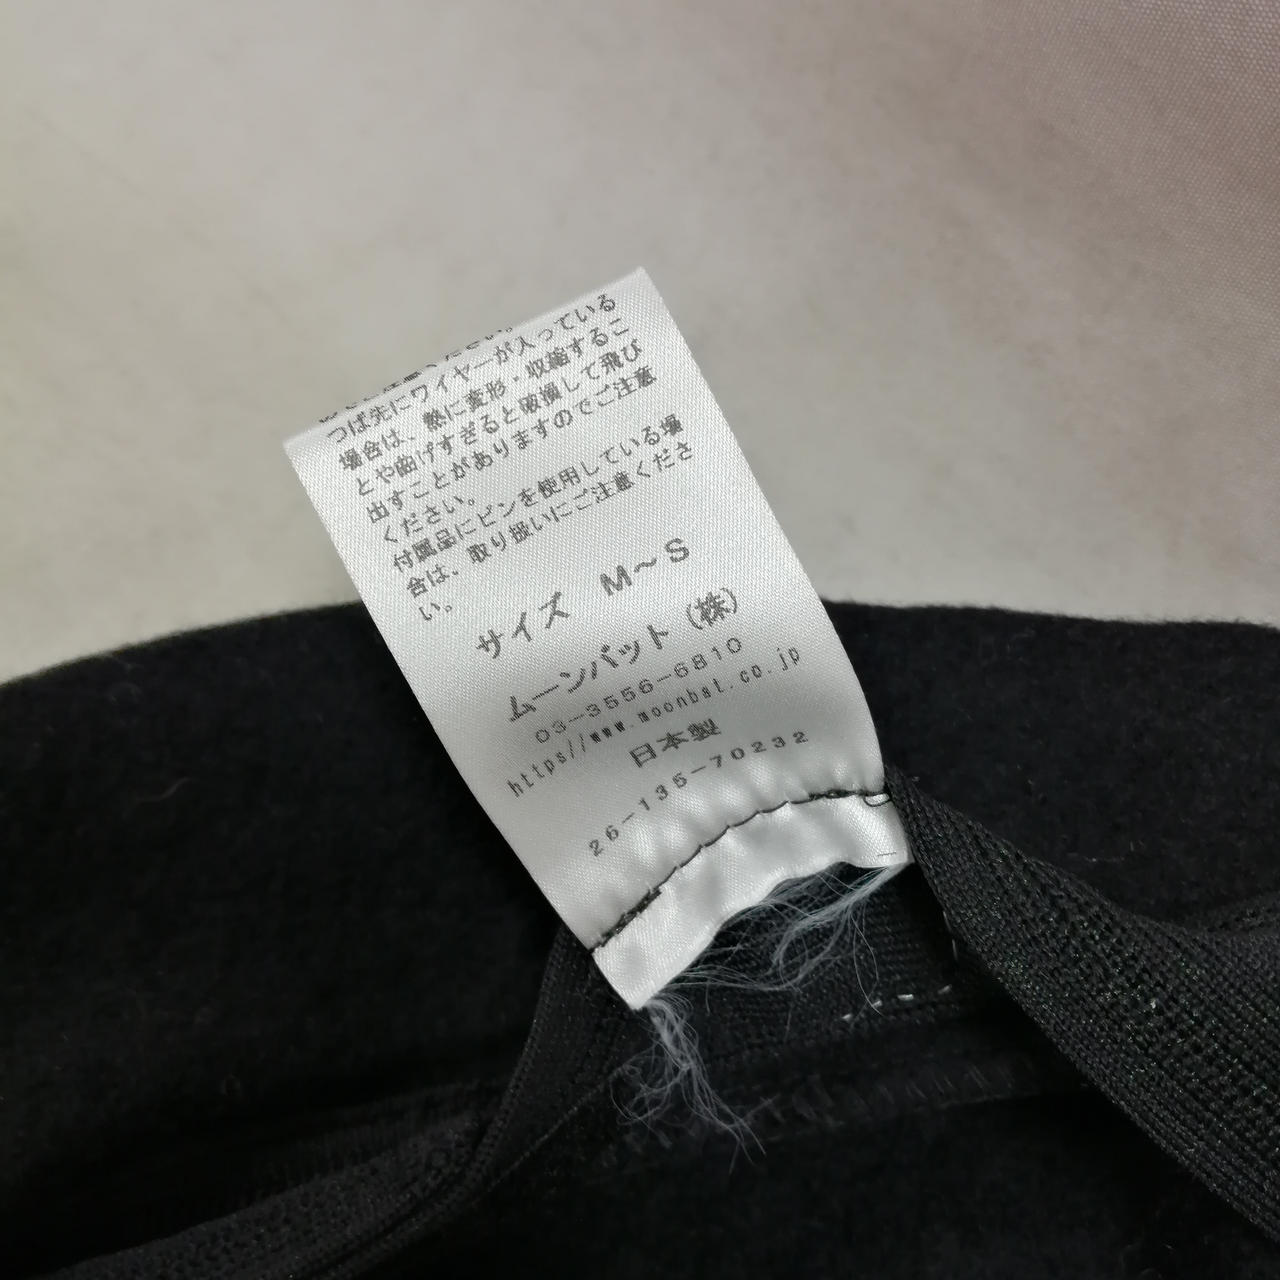 ください。
つば先にワイヤーが入っている
場合は、熱に変形・収縮するこ
とや曲げすぎると破損して飛び
出すことがありますのでご注意
ください。
付属品にピンを使用している場
合は、取り扱いにご注意くださ
い。
サイズ M～S
ムーンバット（株）
03-3556-6810
https//www.moonbat.co.jp
日本製
26-135-70232